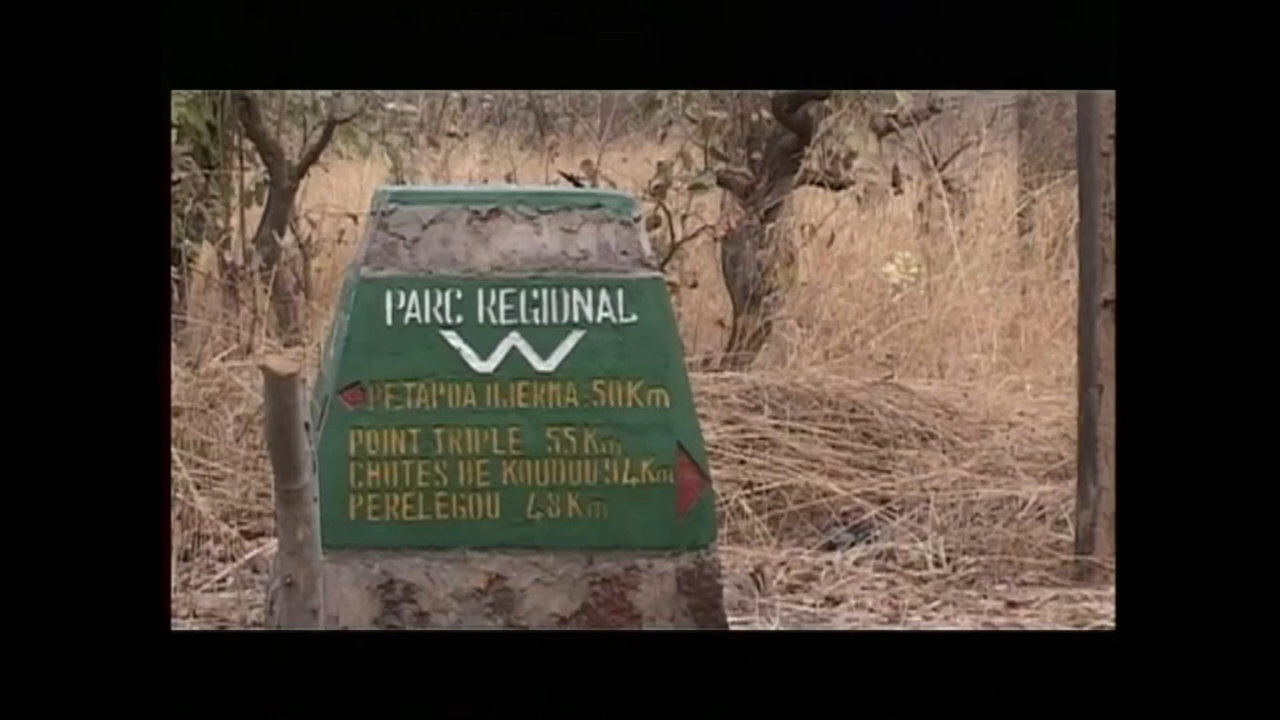 PARC REGIONAL
W
PETAPOA DJERMA 50Km
POINT TRIPLE 55Km
CHUTES DE KOUDOU 94Km
PERELEGOU 48Km